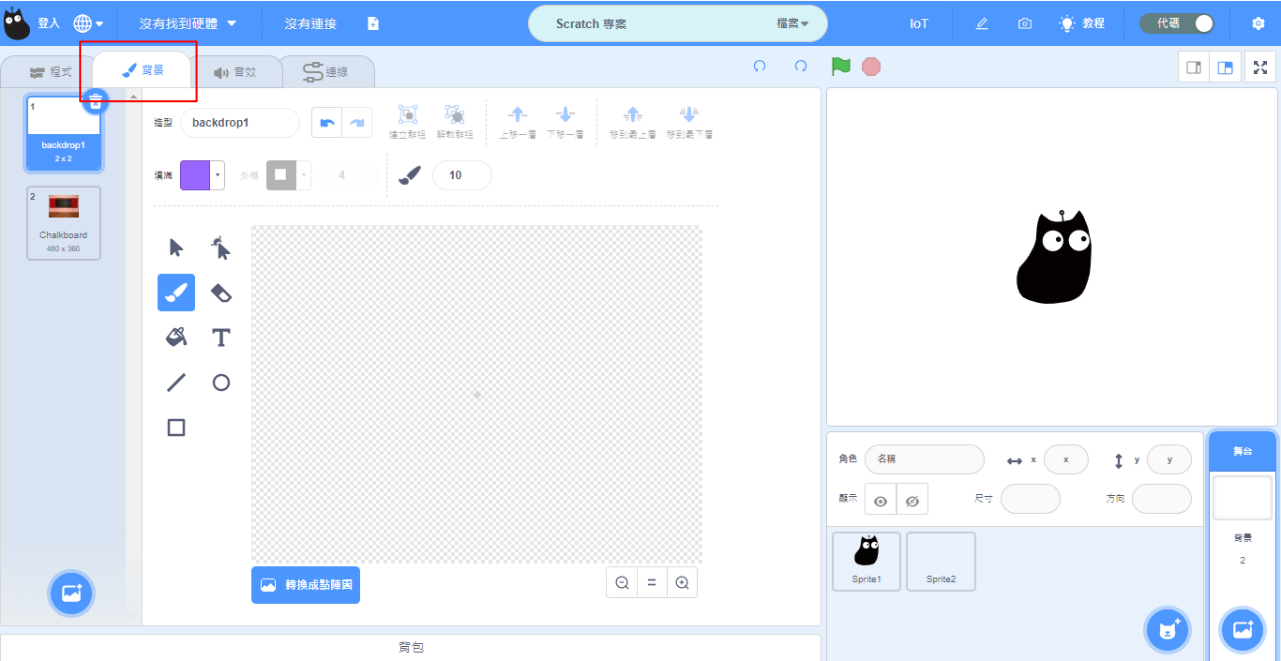 登入
沒有找到硬體
沒有連接
Scratch 專案
檔案
IoT
教程
代碼
程式
背景
音效
連線
1
backdrop1
2 x 2
2
Chalkboard
480 x 360
造型
backdrop1
建立群組
解散群組
上移一層
下移一層
移到最上層
移到最下層
填滿
外框
4
10
轉換成點陣圖
背包
角色
名稱
x
x
y
y
顯示
尺寸
方向
Sprite1
Sprite2
舞台
背景
2